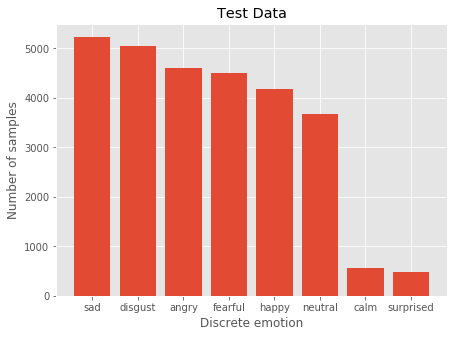 Test Data
Number of samples
5000
4000
3000
2000
1000
0
sad disgust angry fearful happy neutral calm surprised
Discrete emotion